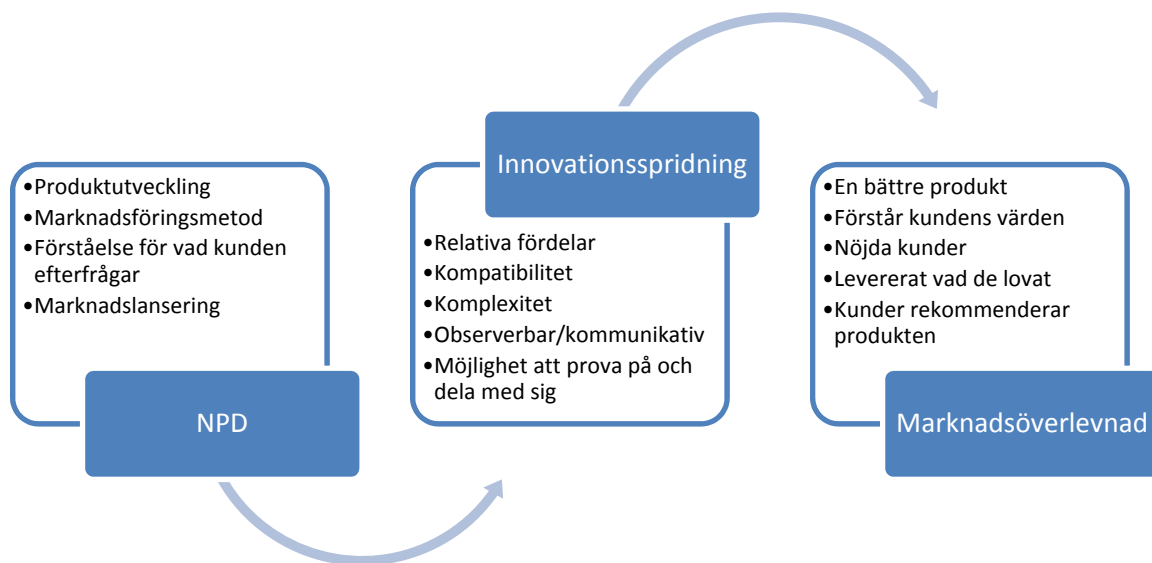 •Produktutveckling
•Marknadsföringsmetod
•Förståelse för vad kunden
efterfrågar
•Marknadslansering
NPD
Innovationsspridning
•Relativa fördelar
•Kompatibilitet
•Komplexitet
•Observerbar/kommunikativ
•Möjlighet att prova på och
dela med sig
•En bättre produkt
•Förstår kundens värden
•Nöjda kunder
•Levererat vad de lovat
•Kunder rekommenderar
produkten
Marknadsöverlevnad